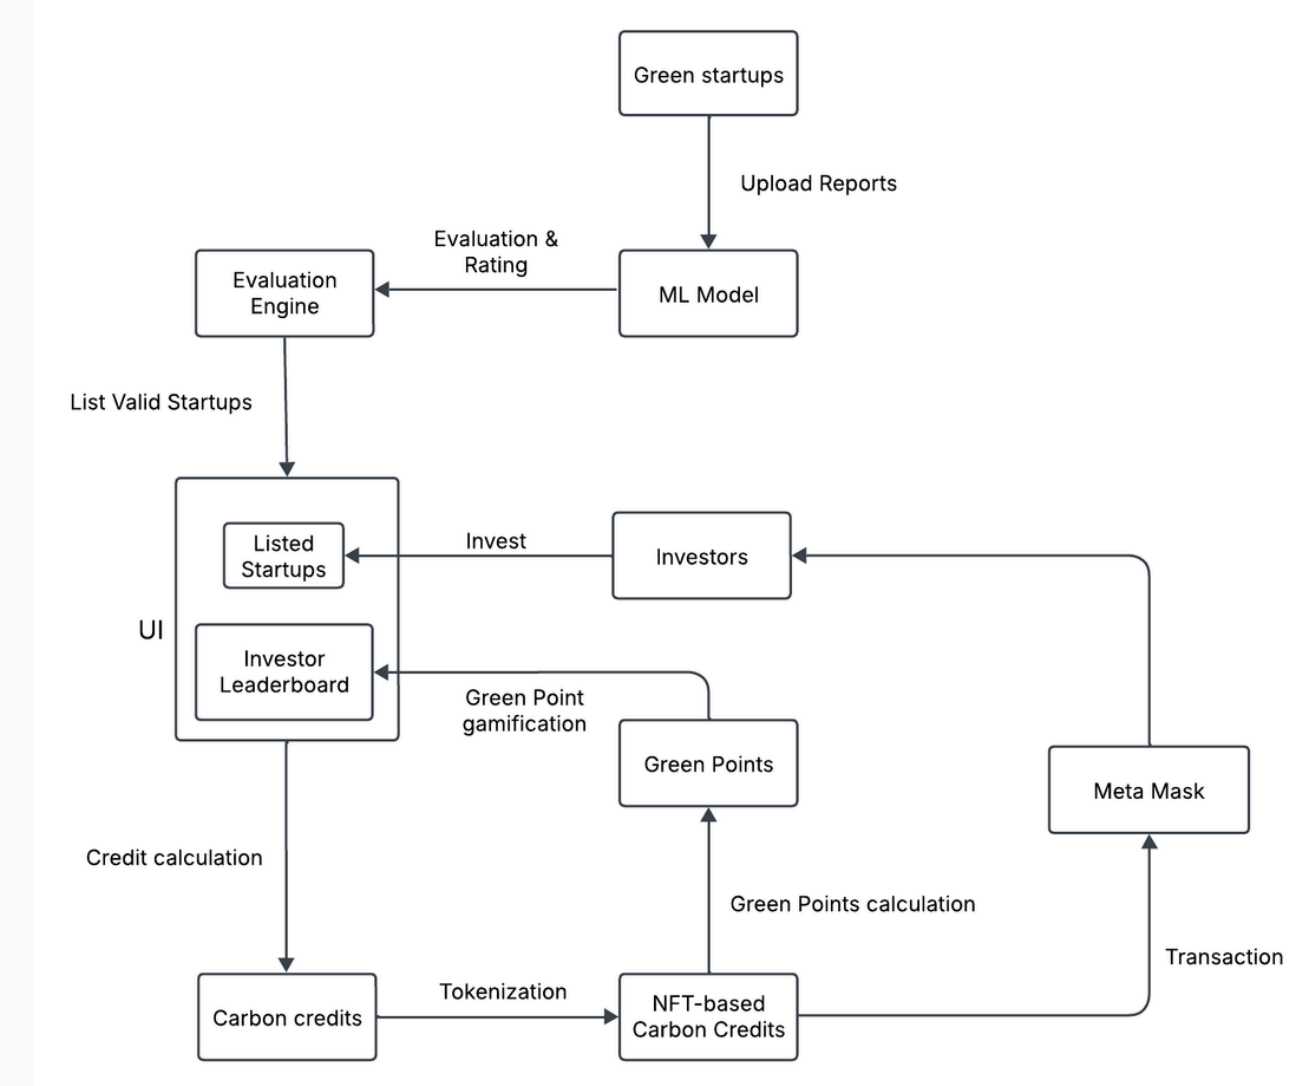 Green startups
Upload Reports
Evaluation &
Rating
Evaluation
Engine
ML Model
List Valid Startups
Listed
Startups
Invest
Investors
UI
Investor
Leaderboard
Green Point
gamification
Green Points
Meta Mask
Credit calculation
Green Points calculation
Transaction
Carbon credits
Tokenization
NFT-based
Carbon Credits